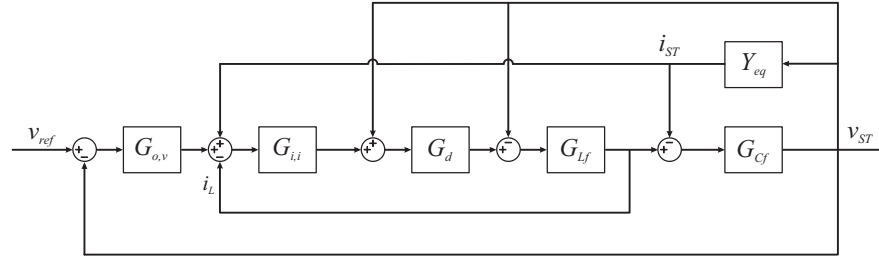 i_ST
Y_eq
v_ref
G_o,v
G_i,i
G_d
G_Lf
G_Cf
v_ST
i_L